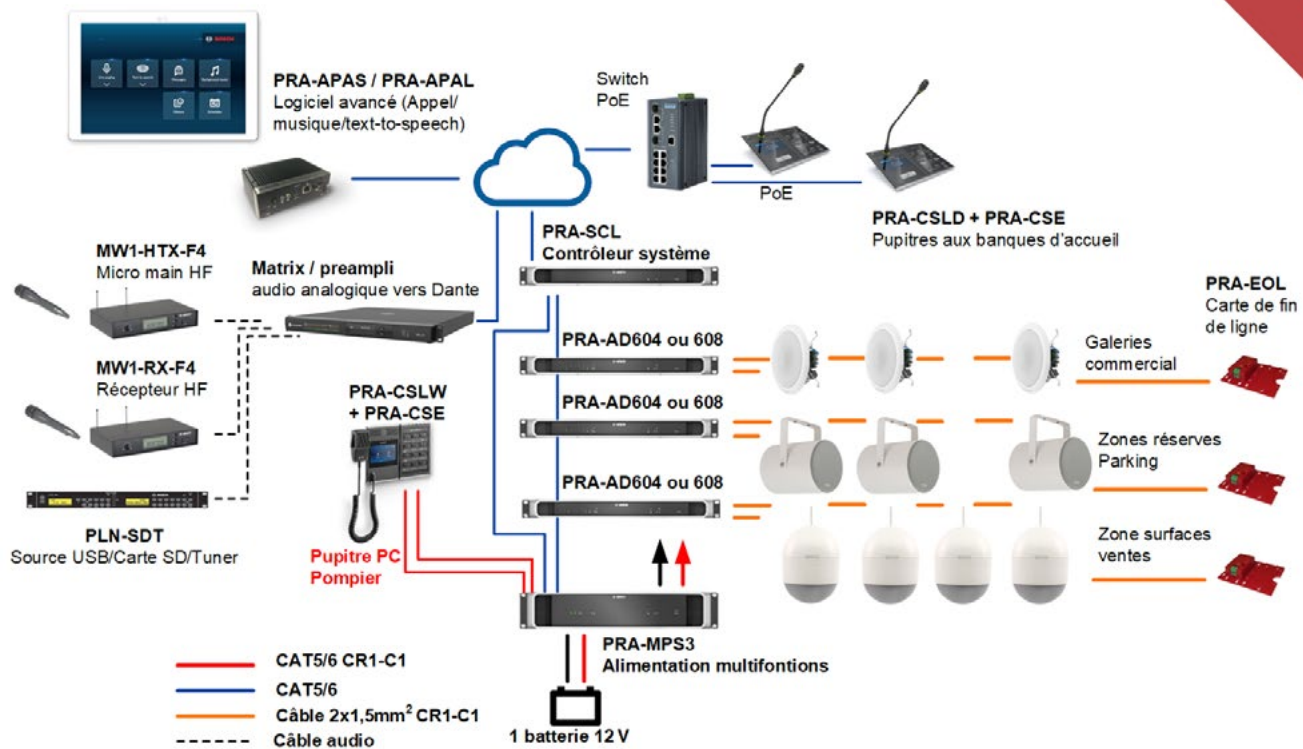 BOSCH
PRA-APAS / PRA-APAL
Logiciel avancé (Appel/
musique/text-to-speech)
Switch
PoE
PoE
PRA-CSLD + PRA-CSE
Pupitres aux banques d'accueil
PRA-SCL
Contrôleur système
MW1-HTX-F4
Micro main HF
Matrix / preampli
audio analogique vers Dante
PRA-EOL
Carte de fin
de ligne
PRA-AD604 ou 608
Galeries
commercial
MW1-RX-F4
Récepteur HF
PRA-CSLW
+ PRA-CSE
PRA-AD604 ou 608
Zones réserves
Parking
PRA-AD604 ou 608
PLN-SDT
Source USB/Carte SD/Tuner
Pupitre PC
Pompier
Zone surfaces
ventes
PRA-MPS3
Alimentation multifontions
CAT5/6 CR1-C1
CAT5/6
Câble 2x1,5mm² CR1-C1
Câble audio
1 batterie 12 V